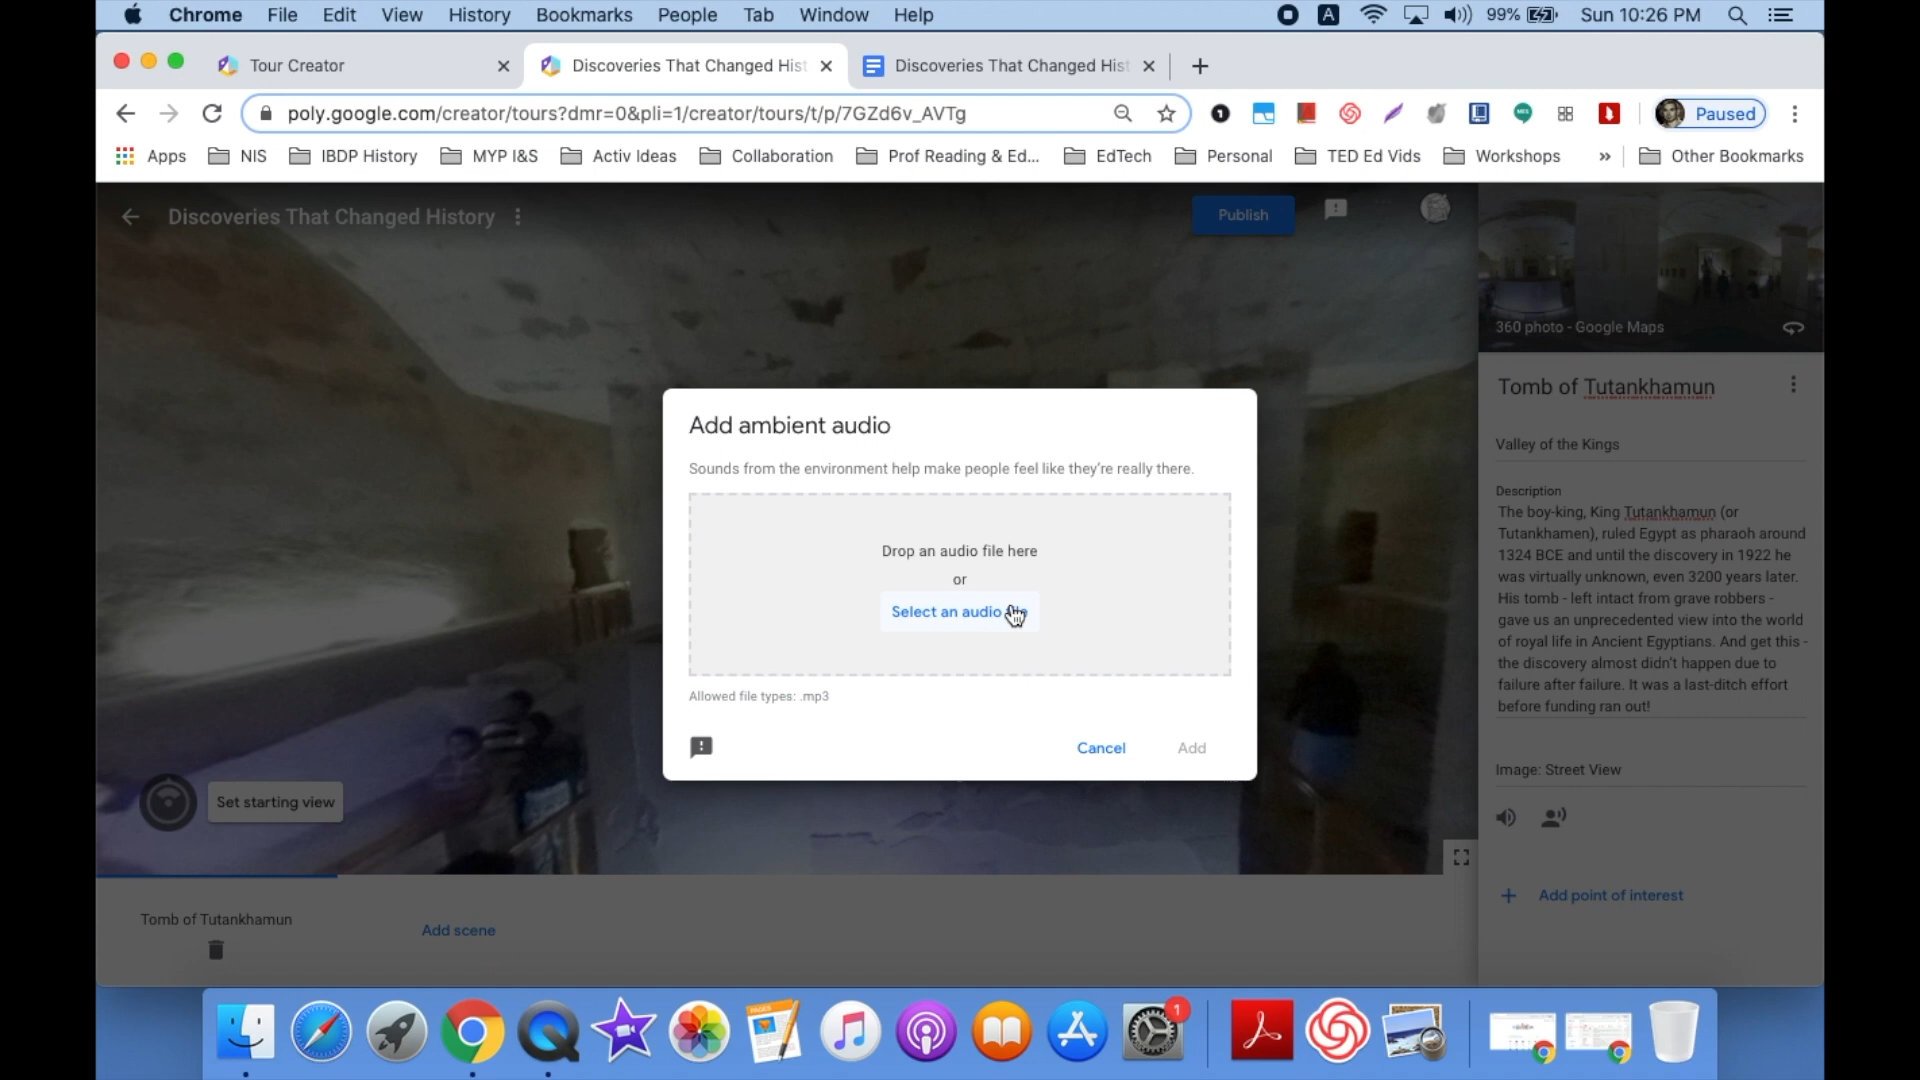 Chrome File Edit View History Bookmarks People Tab Window Help
A 99% Sun 10:26 PM
Tour Creator
Discoveries That Changed Hist
Discoveries That Changed Hist
poly.google.com/creator/tours?dmr=0&pli=1/creator/tours/t/p/7GZd6v_AVTg
Paused
Apps NIS IBDP History MYP I&S Activ Ideas Collaboration Prof Reading & Ed... EdTech Personal TED Ed Vids Workshops » Other Bookmarks
Discoveries That Changed History
Publish
360 photo - Google Maps
Tomb of Tutankhamun
Valley of the Kings
Description
The boy-king, King Tutankhamun (or
Tutankhamen), ruled Egypt as pharaoh around
1324 BCE and until the discovery in 1922 he
was virtually unknown, even 3200 years later.
His tomb - left intact from grave robbers -
gave us an unprecedented view into the world
of royal life in Ancient Egyptians. And get this -
the discovery almost didn't happen due to
failure after failure. It was a last-ditch effort
before funding ran out!
Image: Street View
Add point of interest
Add ambient audio
Sounds from the environment help make people feel like they're really there.
Drop an audio file here
or
Select an audio
Allowed file types: .mp3
Cancel Add
Set starting view
Tomb of Tutankhamun
Add scene
PAGES
1